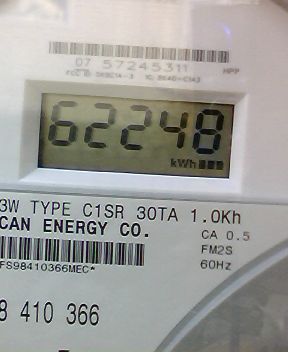 07 57245311
HPP
62248
kWh
3W TYPE C1SR 30TA 1.0Kh
CAN ENERGY CO.
CA 0.5
FM2S
FS98410366MEC*
60Hz
8 410 366